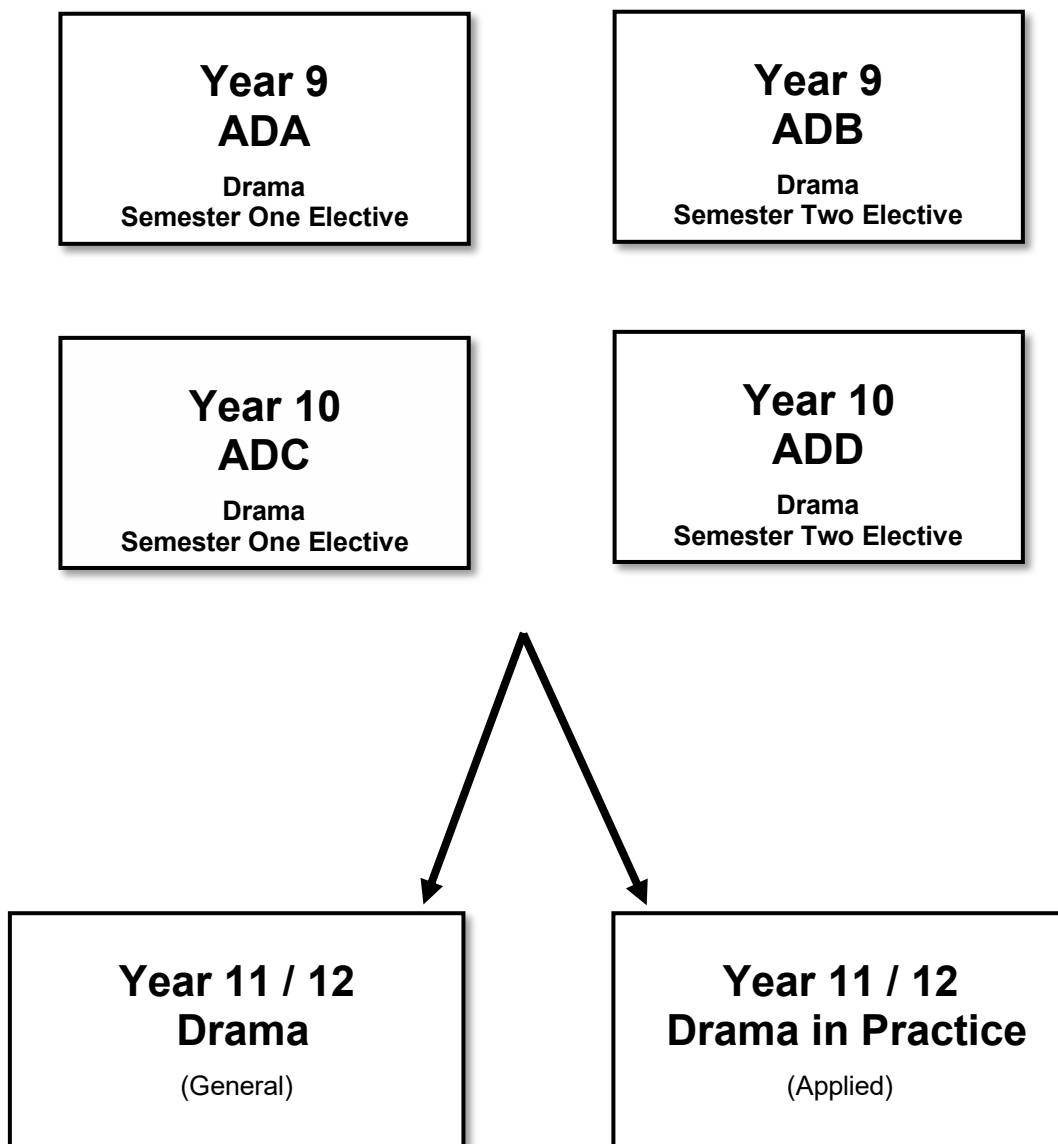 Year 9
ADA
Drama
Semester One Elective
Year 9
ADB
Drama
Semester Two Elective
Year 10
ADC
Drama
Semester One Elective
Year 10
ADD
Drama
Semester Two Elective
Year 11 / 12
Drama
(General)
Year 11 / 12
Drama in Practice
(Applied)